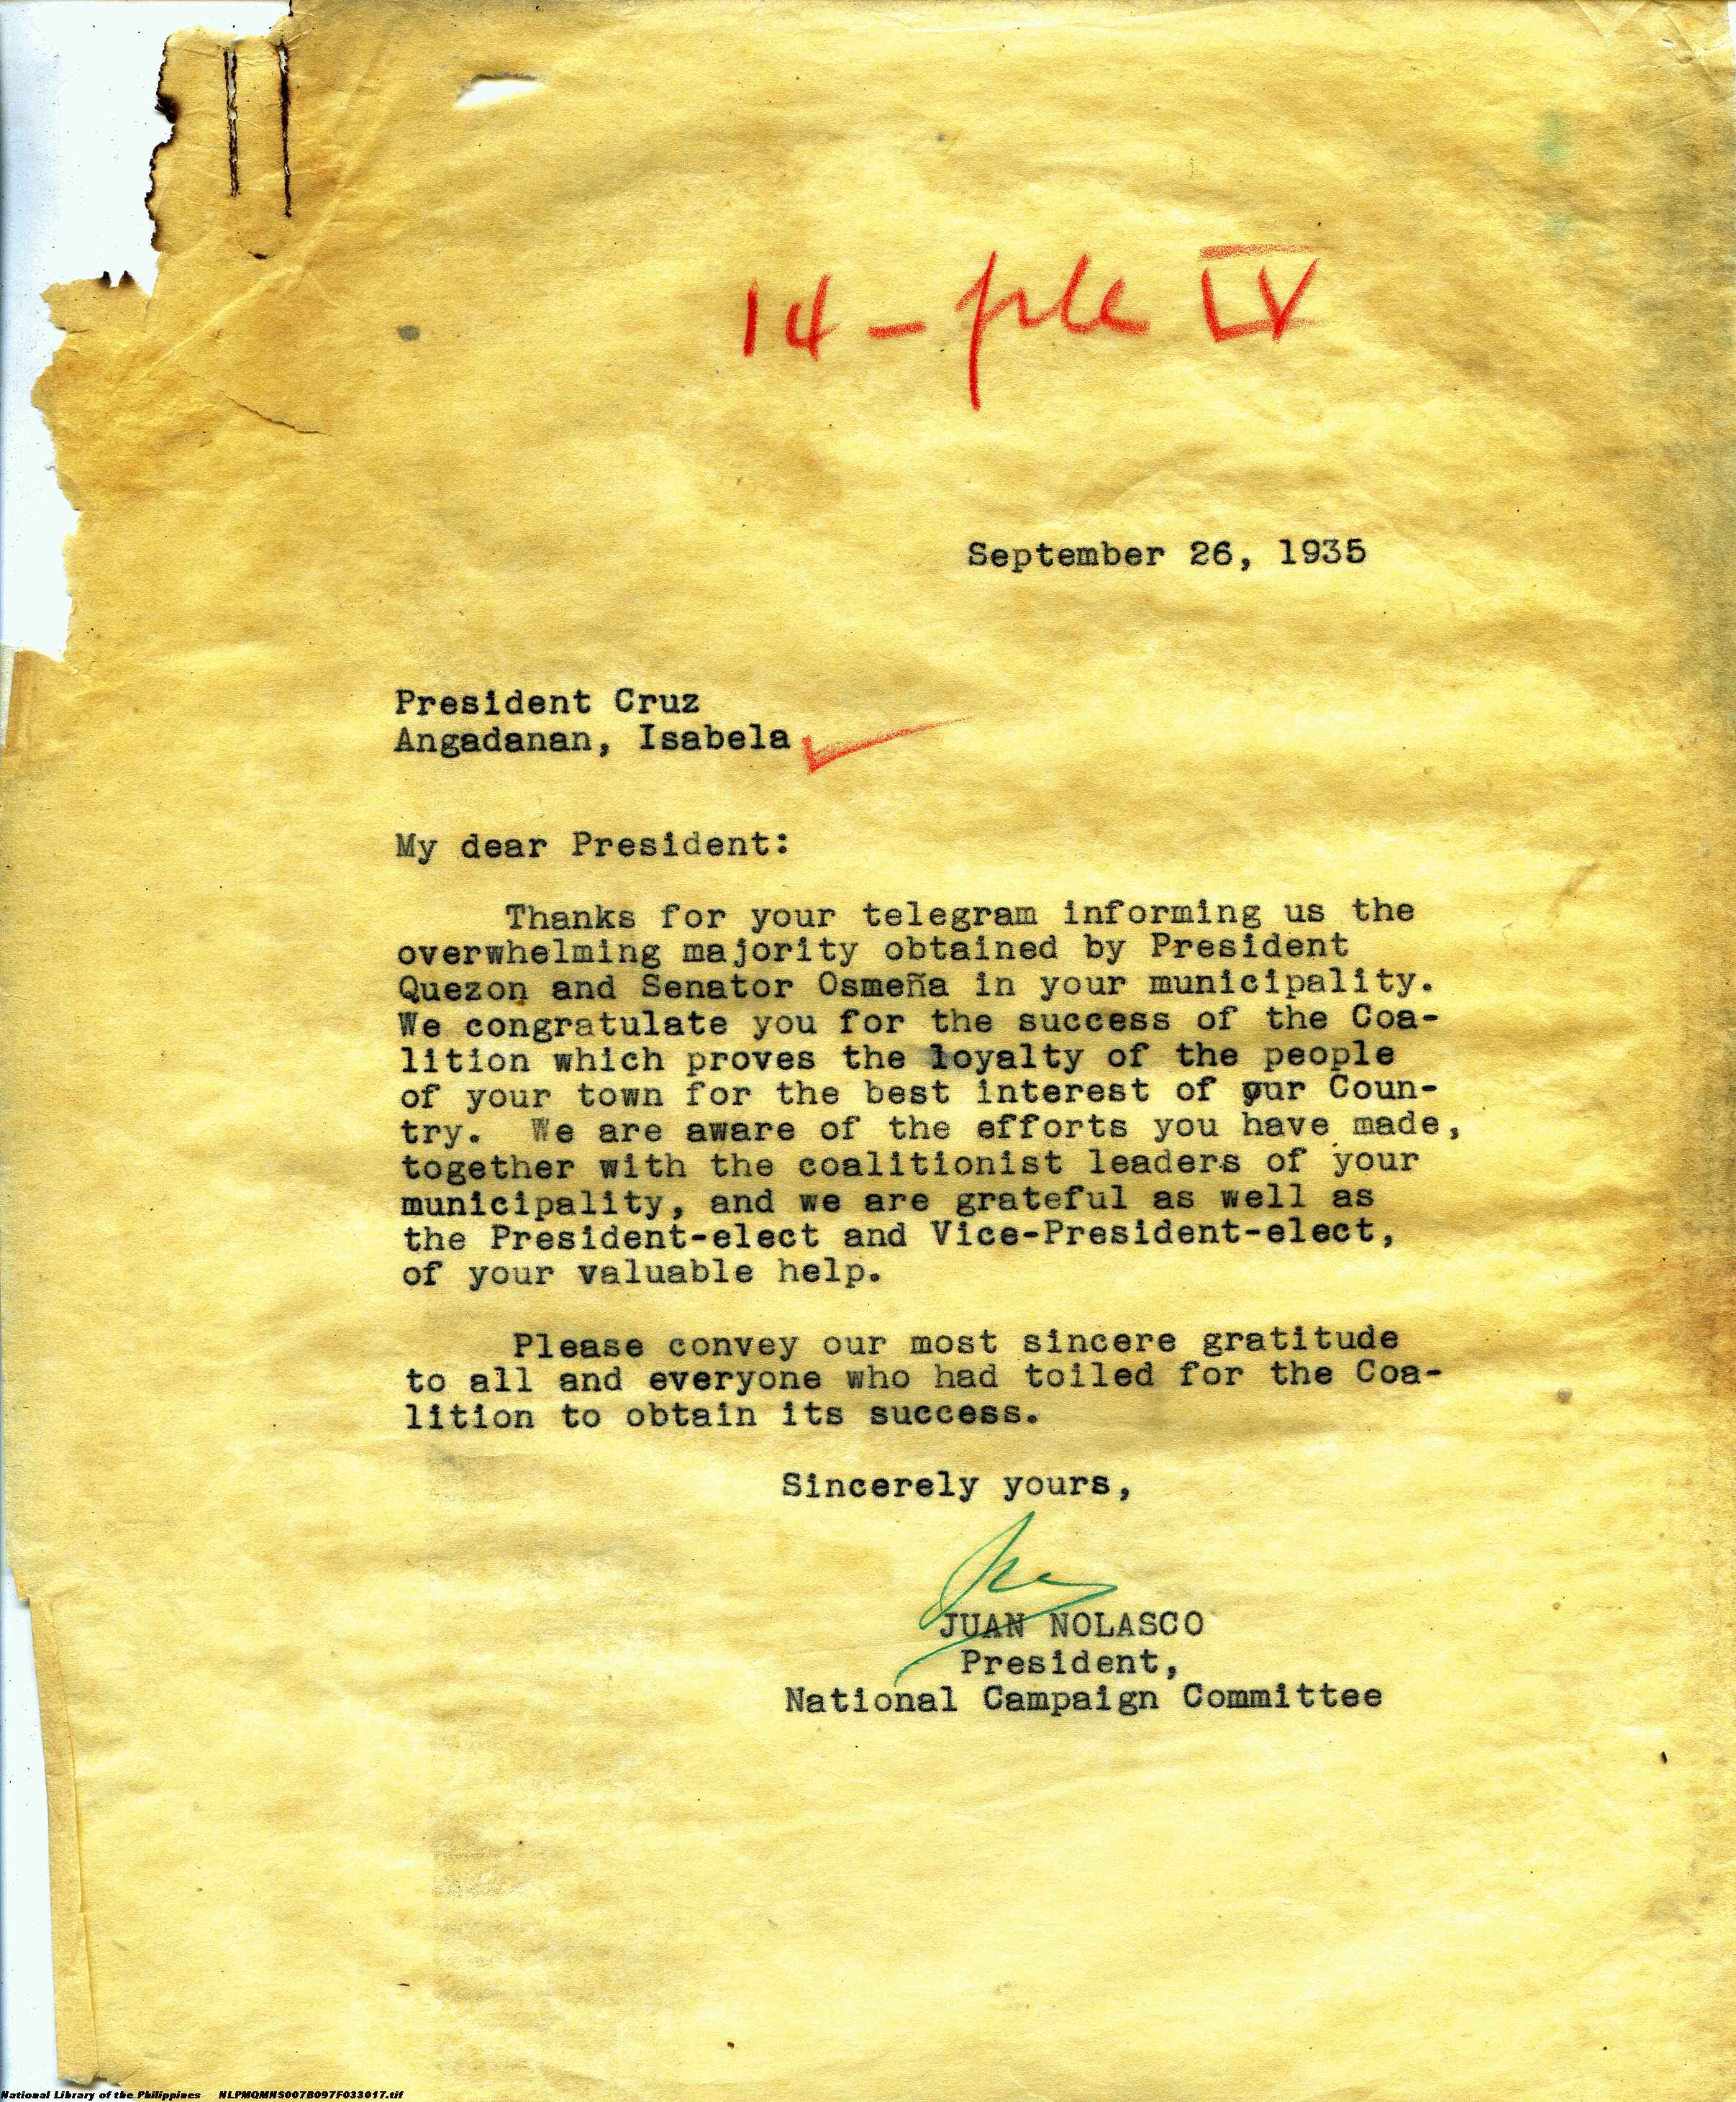 14 - file IV
September 26, 1935
President Cruz
Angadanan, Isabela
My dear President:
Thanks for your telegram informing us the
overwhelming majority obtained by President
Quezon and Senator Osmeña in your municipality.
We congratulate you for the success of the Coa-
lition which proves the loyalty of the people
of your town for the best interest of our Coun-
try. We are aware of the efforts you have made,
together with the coalitionist leaders of your
municipality, and we are grateful as well as
the President-elect and Vice-President-elect,
of your valuable help.
Please convey our most sincere gratitude
to all and everyone who had toiled for the Coa-
lition to obtain its success.
Sincerely yours,
JUAN NOLASCO
President,
National Campaign Committee
National Library of the Philippines NLPMQMNS007B097F033017.tif